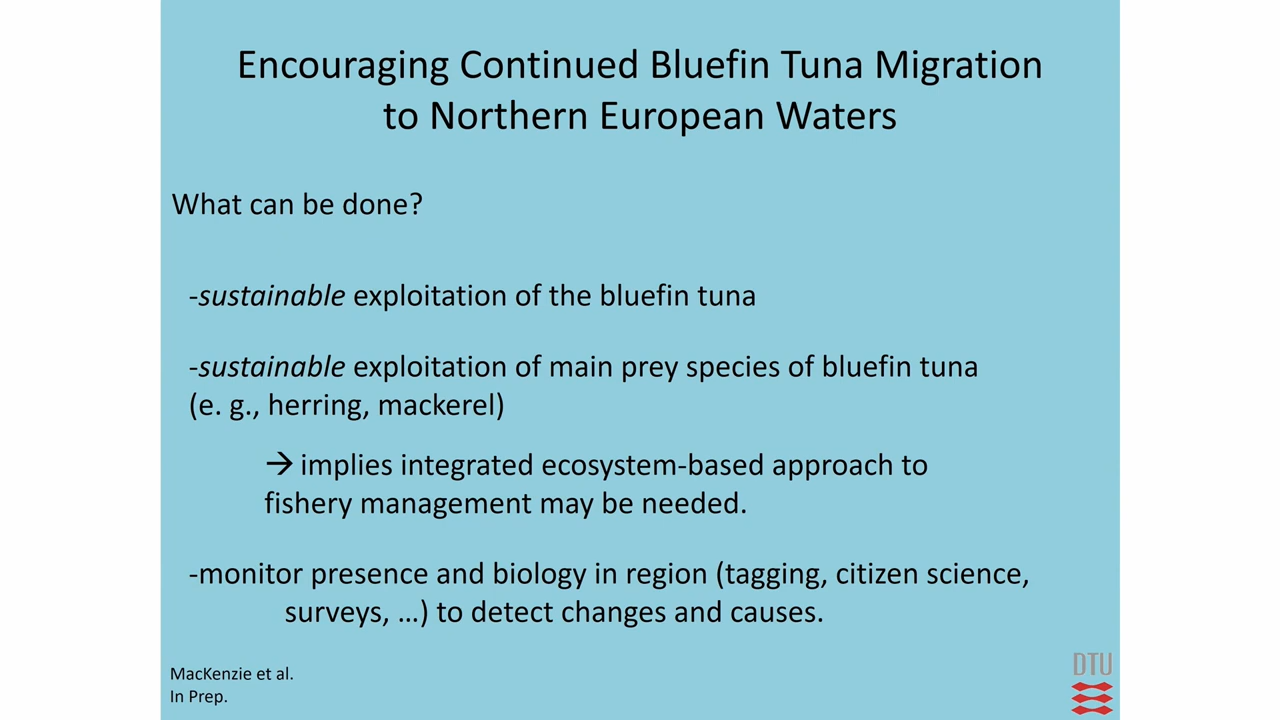 Encouraging Continued Bluefin Tuna Migration
to Northern European Waters
What can be done?
-sustainable exploitation of the bluefin tuna
-sustainable exploitation of main prey species of bluefin tuna
(e. g., herring, mackerel)
→ implies integrated ecosystem-based approach to
fishery management may be needed.
-monitor presence and biology in region (tagging, citizen science,
surveys, …) to detect changes and causes.
MacKenzie et al.
In Prep.
DTU